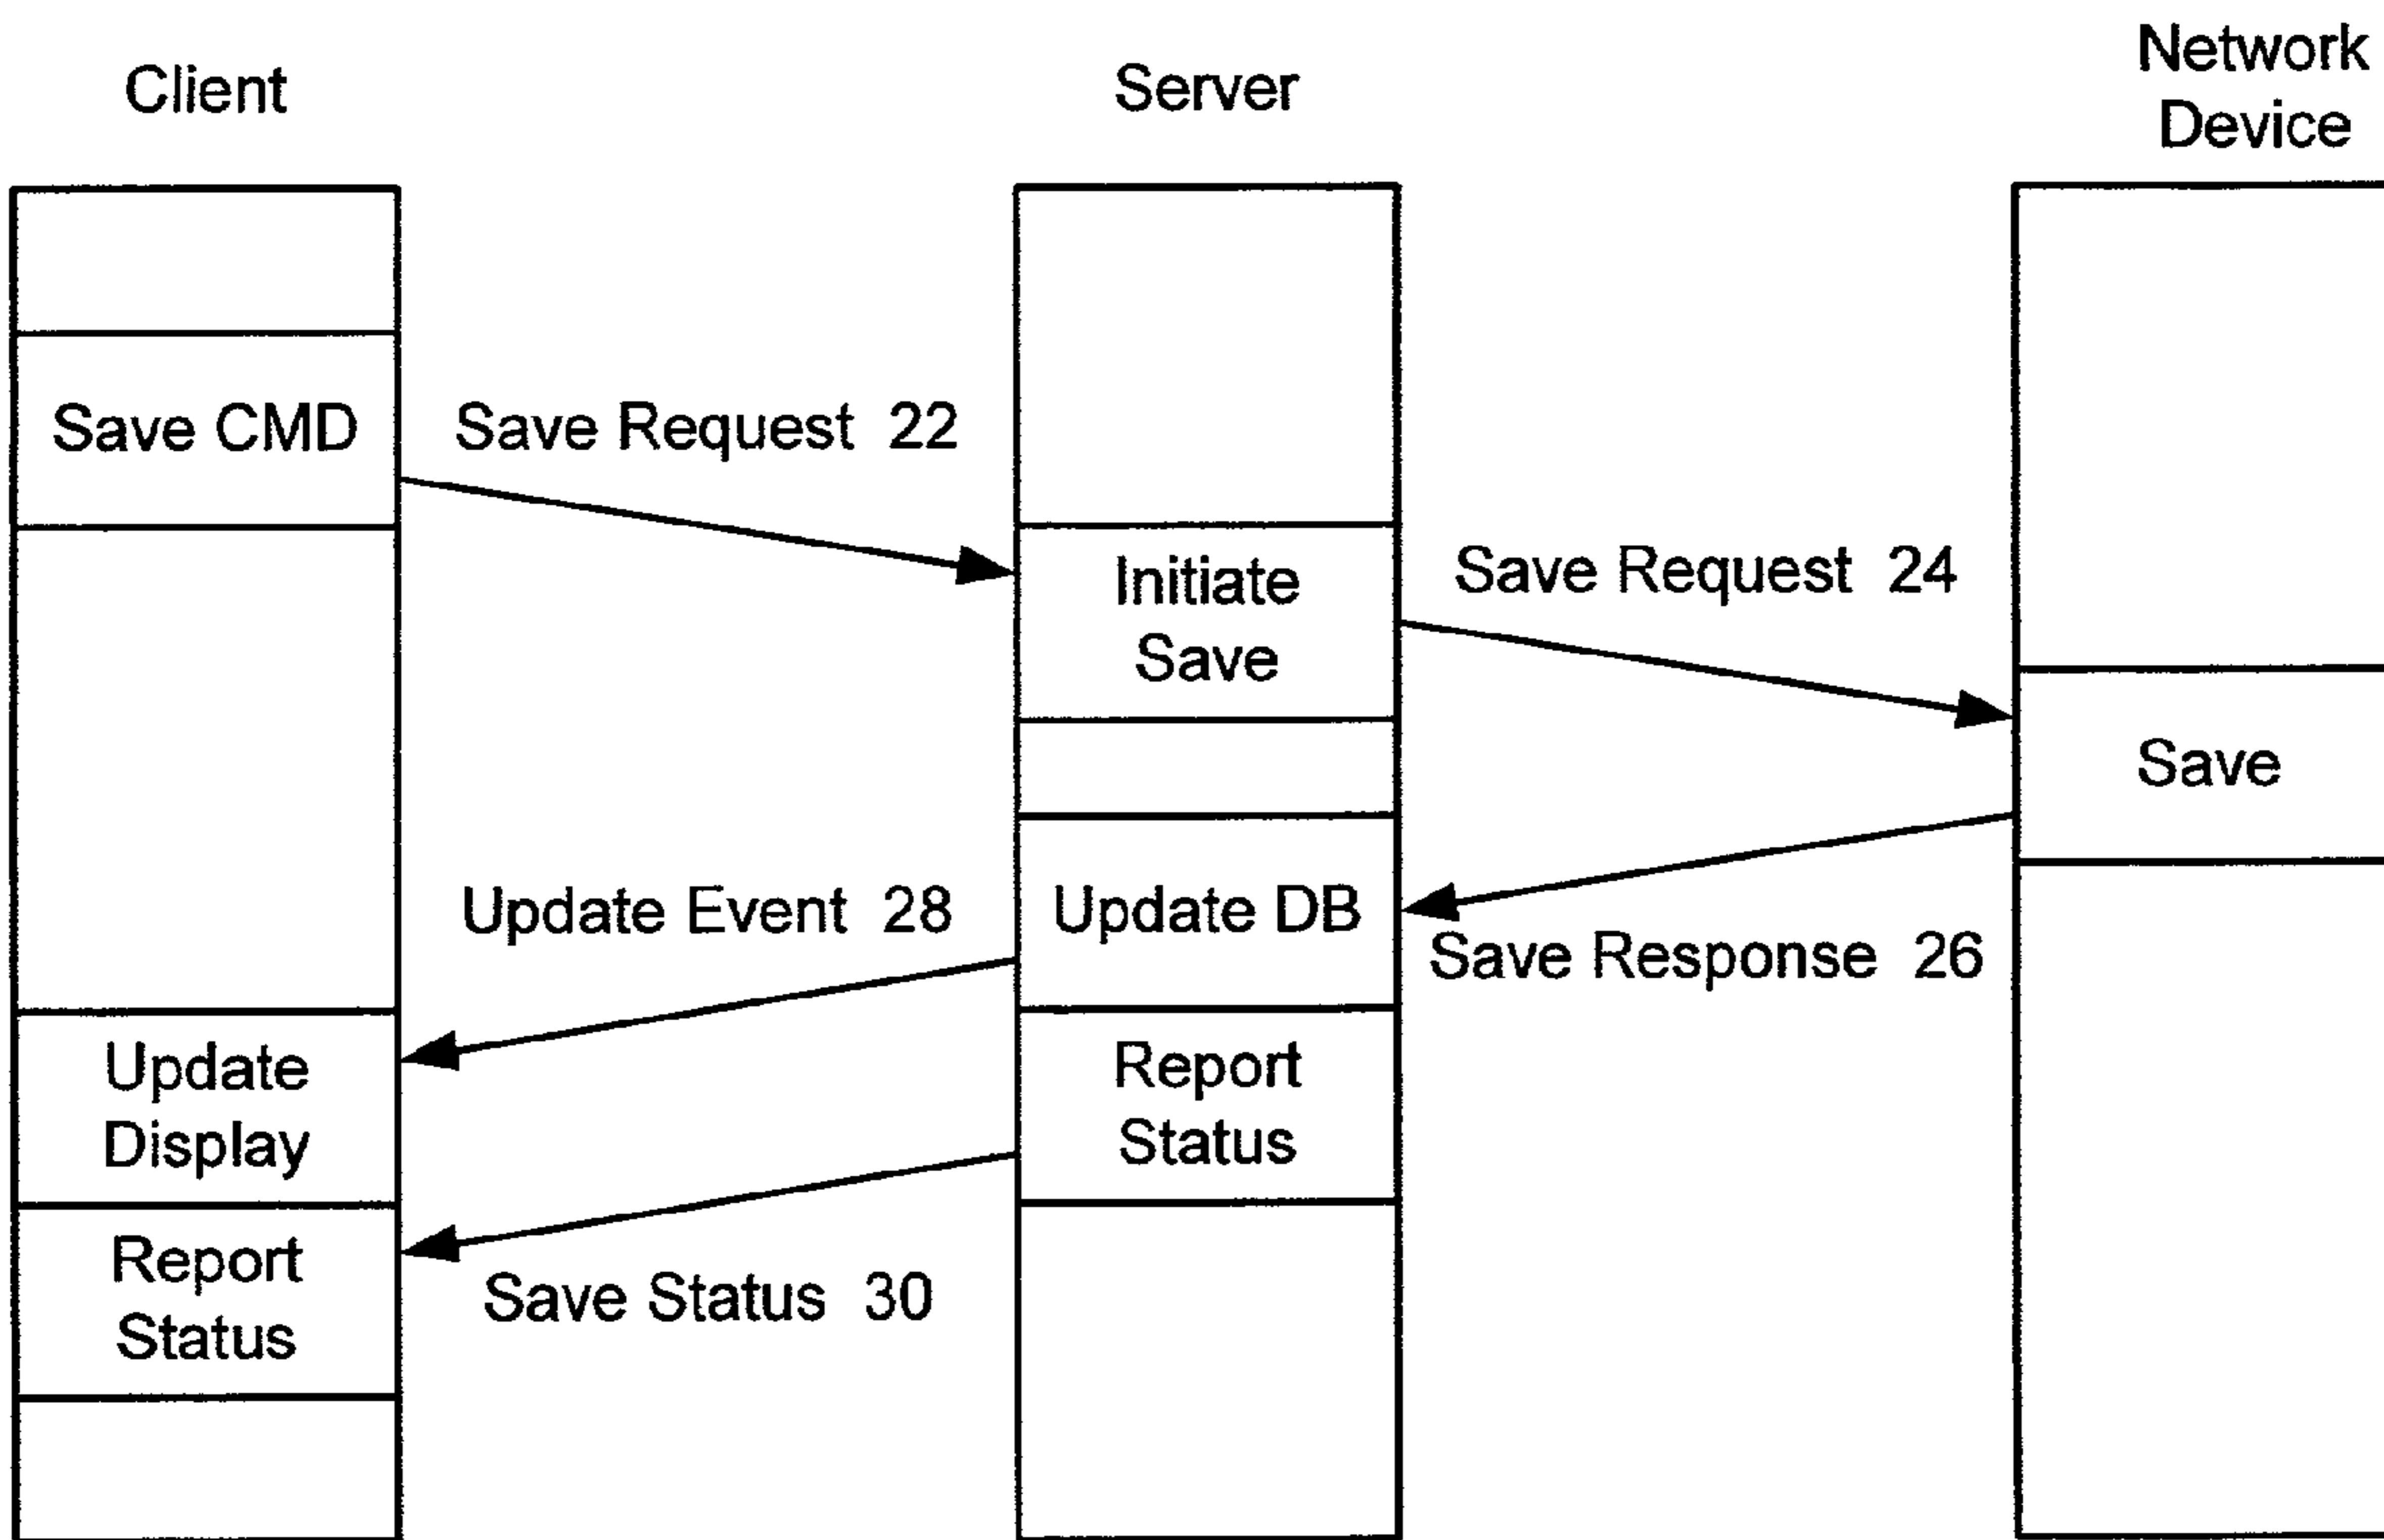 Client
Server
Network
Device
Save CMD
Save Request 22
Initiate
Save
Save Request 24
Save
Update Event 28
Update DB
Save Response 26
Update
Display
Report
Status
Report
Status
Save Status 30